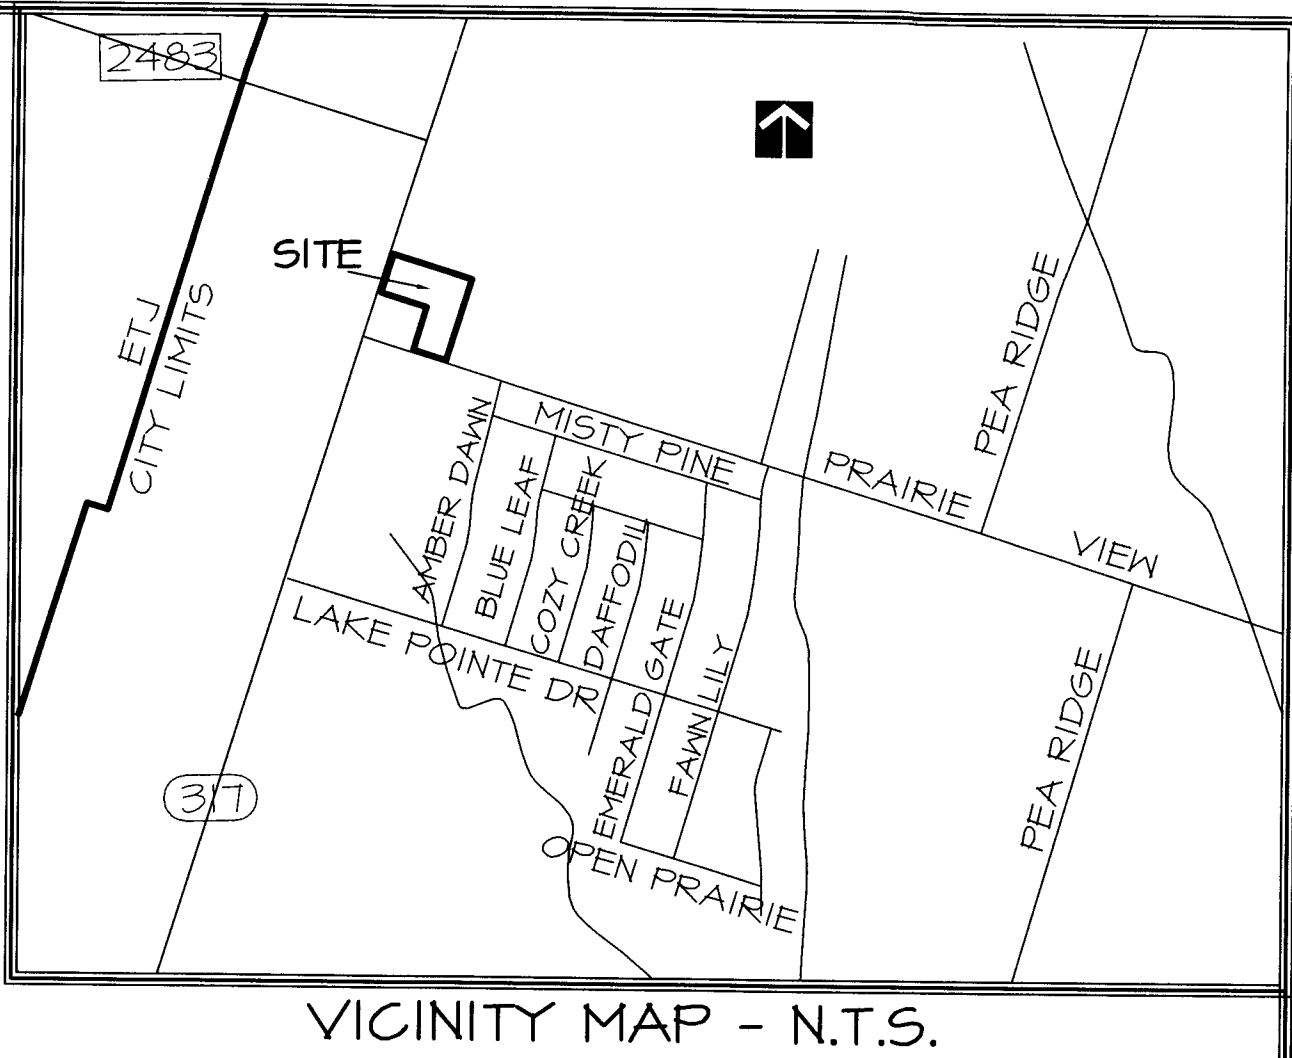 2483
SITE
ETJ
CITY LIMITS
PEA RIDGE
MISTY PINE
PRAIRIE VIEW
AMBER DAWN
BLUE LEAF
COZY CREEK
DAFFODIL
EMERALD GATE
FAWN LILY
LAKE POINTE DR
PEA RIDGE
317
OPEN PRAIRIE
VICINITY MAP - N.T.S.